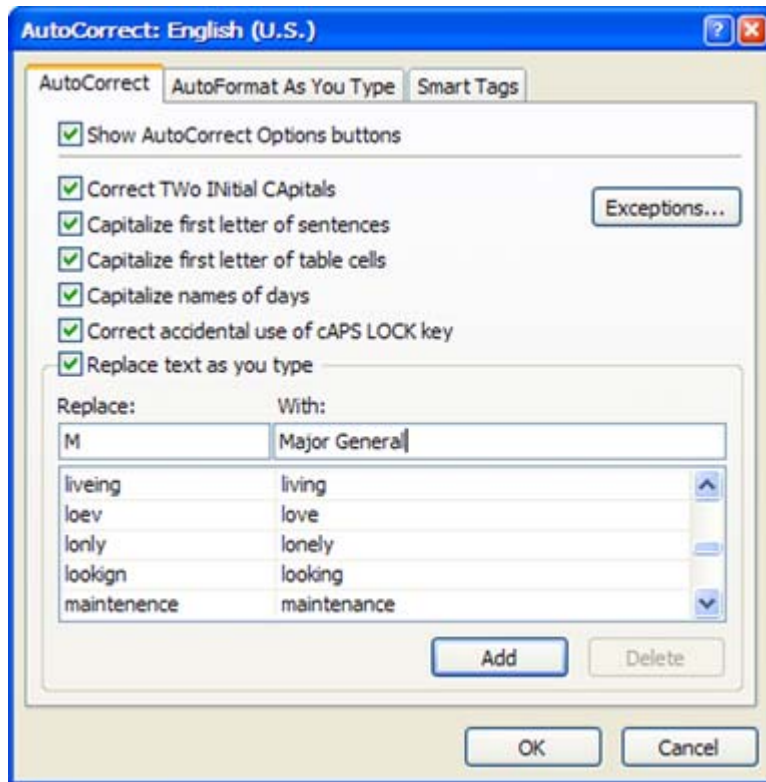 AutoCorrect: English (U.S.)
AutoCorrect AutoFormat As You Type Smart Tags
Show AutoCorrect Options buttons
Correct TWo INitial CApitals
Exceptions...
Capitalize first letter of sentences
Capitalize first letter of table cells
Capitalize names of days
Correct accidental use of cAPS LOCK key
Replace text as you type
Replace: With:
M Major General
liveing living
loev love
lonly lonely
lookign looking
maintenence maintenance
Add Delete
OK Cancel